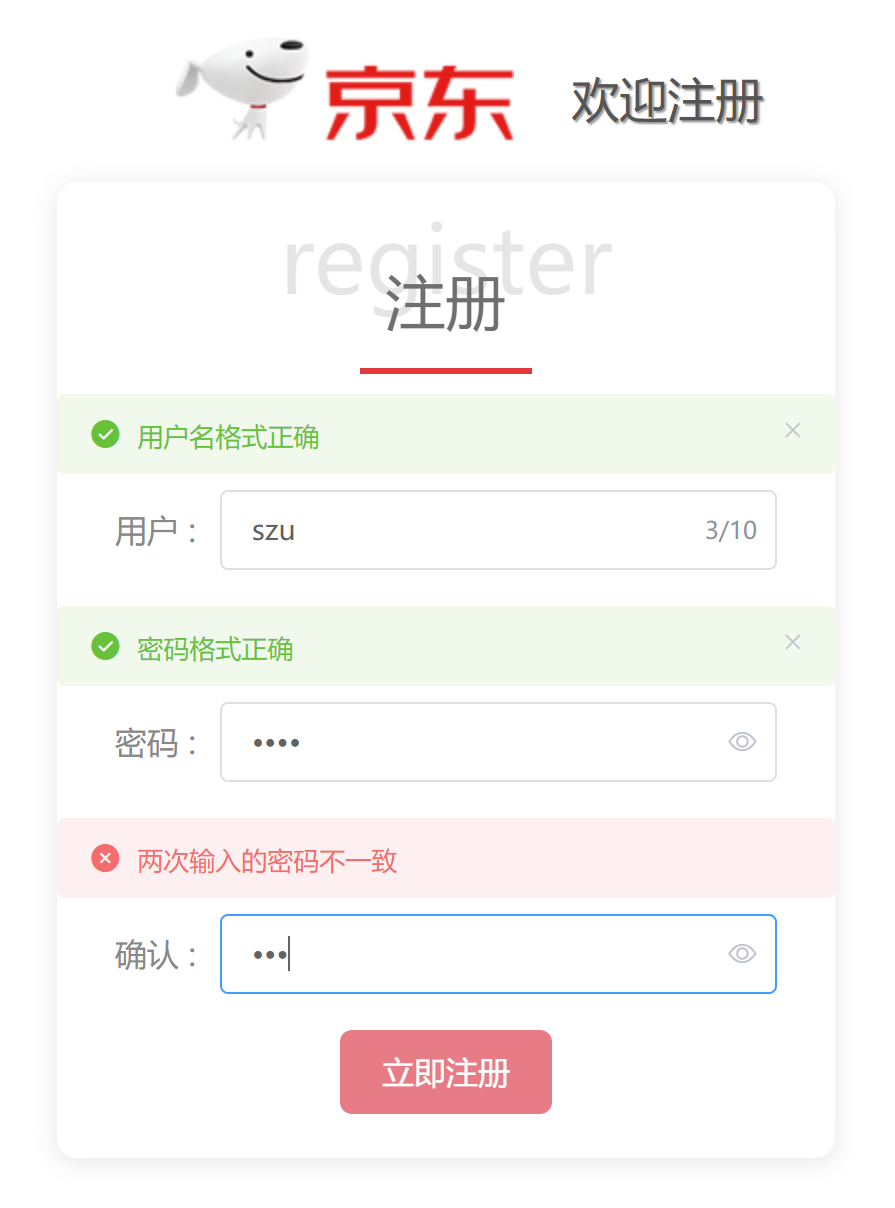 京东 欢迎注册
register
注册
用户名格式正确
用户： szu 3/10
密码格式正确
密码： ••••
两次输入的密码不一致
确认： •••
立即注册